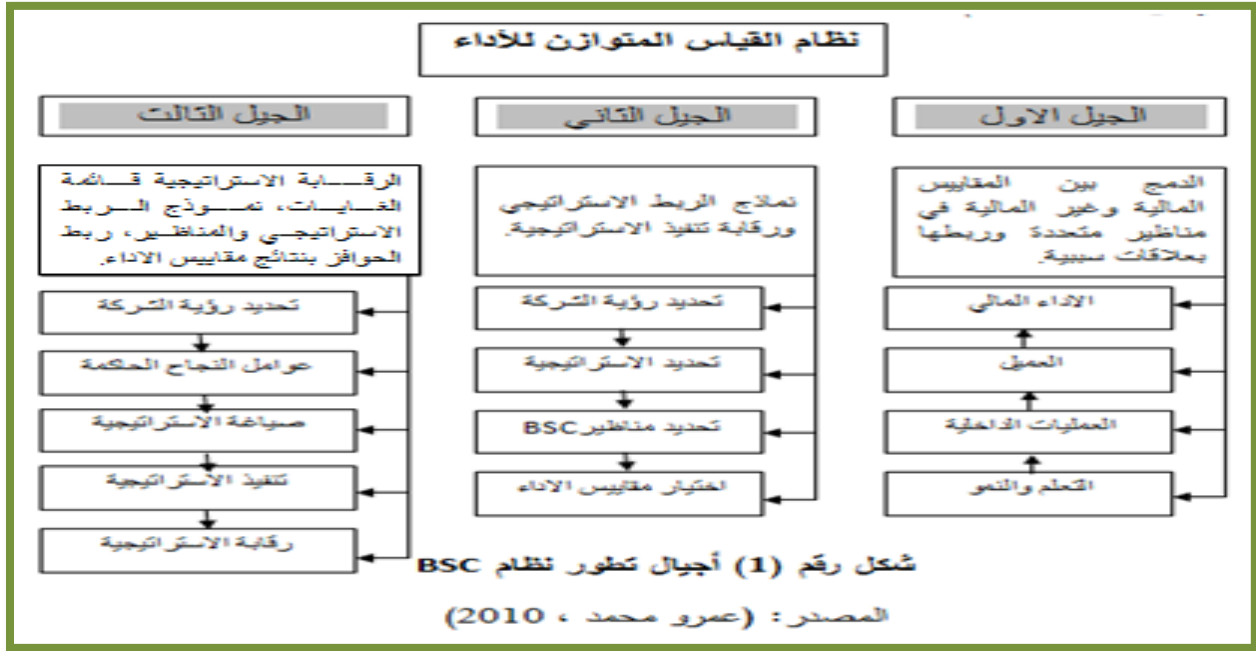 نظام القياس المتوازن للأداء
الجيل الاول
الجيل الثاني
الجيل الثالث
الدمج بين المقاييس
المالية وغير المالية في
مناظير متعددة وربطها
بعلاقات سببية.
الاداء المالي
العميل
العمليات الداخلية
التعلم والنمو
نماذج الربط الاستراتيجي
ورقابة تنفيذ الاستراتيجية.
تحديد رؤية الشركة
تحديد الاستراتيجية
تحديد مناظير BSC
اختيار مقاييس الاداء
الرقابة الاستراتيجية قائمة
الغايات، نموذج الربط
الاستراتيجي والمناظير، ربط
الحوافز بنتائج مقاييس الاداء.
تحديد رؤية الشركة
عوامل النجاح الحاكمة
صياغة الاستراتيجية
تنفيذ الاستراتيجية
رقابة الاستراتيجية
شكل رقم (1) أجيال تطور نظام BSC
المصدر: (عمرو محمد ، 2010)